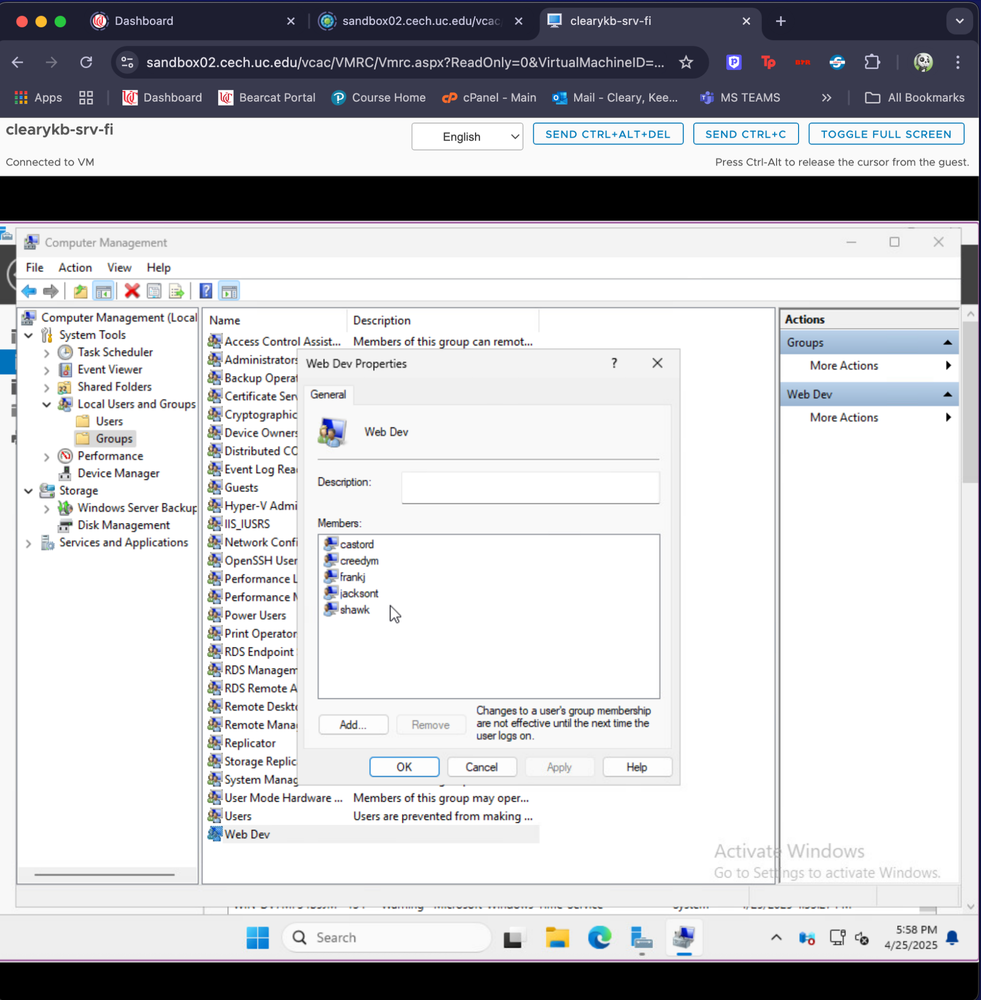 Dashboard
sandbox02.cech.uc.edu/vcac
clearykb-srv-fi
sandbox02.cech.uc.edu/vcac/VMRC/Vmrc.aspx?ReadOnly=0&VirtualMachineID=...
Apps
Dashboard
Bearcat Portal
Course Home
cPanel - Main
Mail - Cleary, Kee...
MS TEAMS
All Bookmarks
clearykb-srv-fi
English
SEND CTRL+ALT+DEL
SEND CTRL+C
TOGGLE FULL SCREEN
Connected to VM
Press Ctrl-Alt to release the cursor from the guest.
Computer Management
File Action View Help
Computer Management (Local
System Tools
Task Scheduler
Event Viewer
Shared Folders
Local Users and Groups
Users
Groups
Performance
Device Manager
Storage
Windows Server Backup
Disk Management
Services and Applications
Name Description
Access Control Assist... Members of this group can remot...
Administrators
Backup Operat
Certificate Serv
Cryptographic
Device Owners
Distributed CO
Event Log Rea
Guests
Hyper-V Admi
IIS_IUSRS
Network Confi
OpenSSH User
Performance L
Performance M
Power Users
Print Operator
RDS Endpoint
RDS Managem
RDS Remote A
Remote Deskto
Remote Manag
Replicator
Storage Replic
System Manag
User Mode Hardware ... Members of this group may oper...
Users Users are prevented from making ...
Web Dev
Web Dev Properties
?
General
Web Dev
Description:
Members:
castord
creedym
frankj
jacksont
shawk
Add...
Remove
Changes to a user's group membership
are not effective until the next time the
user logs on.
OK
Cancel
Apply
Help
Actions
Groups
More Actions
Web Dev
More Actions
Activate Windows
Go to Settings to activate Windows.
Search
5:58 PM
4/25/2025